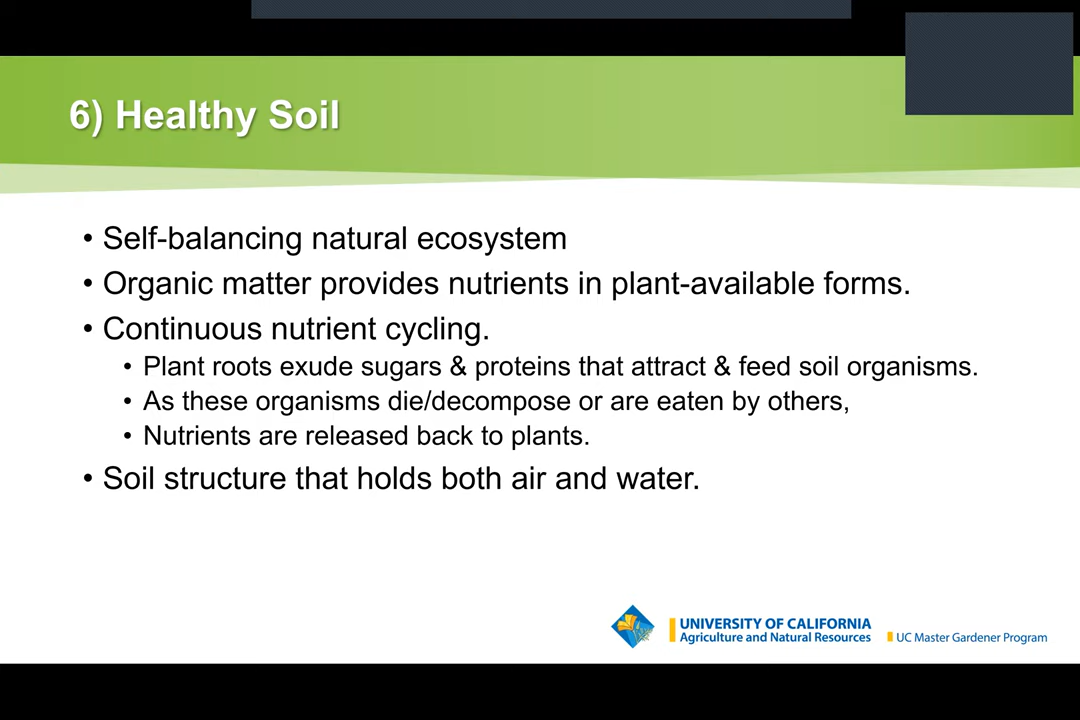 6) Healthy Soil
• Self-balancing natural ecosystem
• Organic matter provides nutrients in plant-available forms.
• Continuous nutrient cycling.
• Plant roots exude sugars & proteins that attract & feed soil organisms.
• As these organisms die/decompose or are eaten by others,
• Nutrients are released back to plants.
• Soil structure that holds both air and water.
UNIVERSITY OF CALIFORNIA
Agriculture and Natural Resources
UC Master Gardener Program